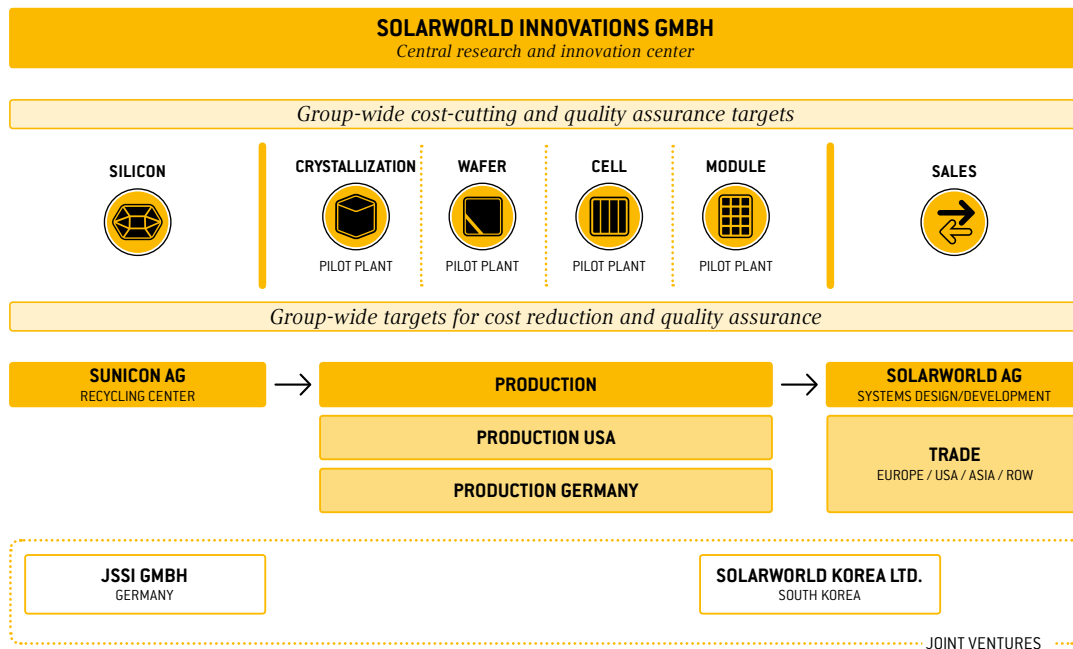 SOLARWORLD INNOVATIONS GMBH
Central research and innovation center
Group-wide cost-cutting and quality assurance targets
SILICON
CRYSTALLIZATION
WAFER
CELL
MODULE
SALES
PILOT PLANT
PILOT PLANT
PILOT PLANT
PILOT PLANT
Group-wide targets for cost reduction and quality assurance
SUNICON AG
RECYCLING CENTER
PRODUCTION
SOLARWORLD AG
SYSTEMS DESIGN/DEVELOPMENT
PRODUCTION USA
PRODUCTION GERMANY
TRADE
EUROPE / USA / ASIA / ROW
JSSI GMBH
GERMANY
SOLARWORLD KOREA LTD.
SOUTH KOREA
JOINT VENTURES